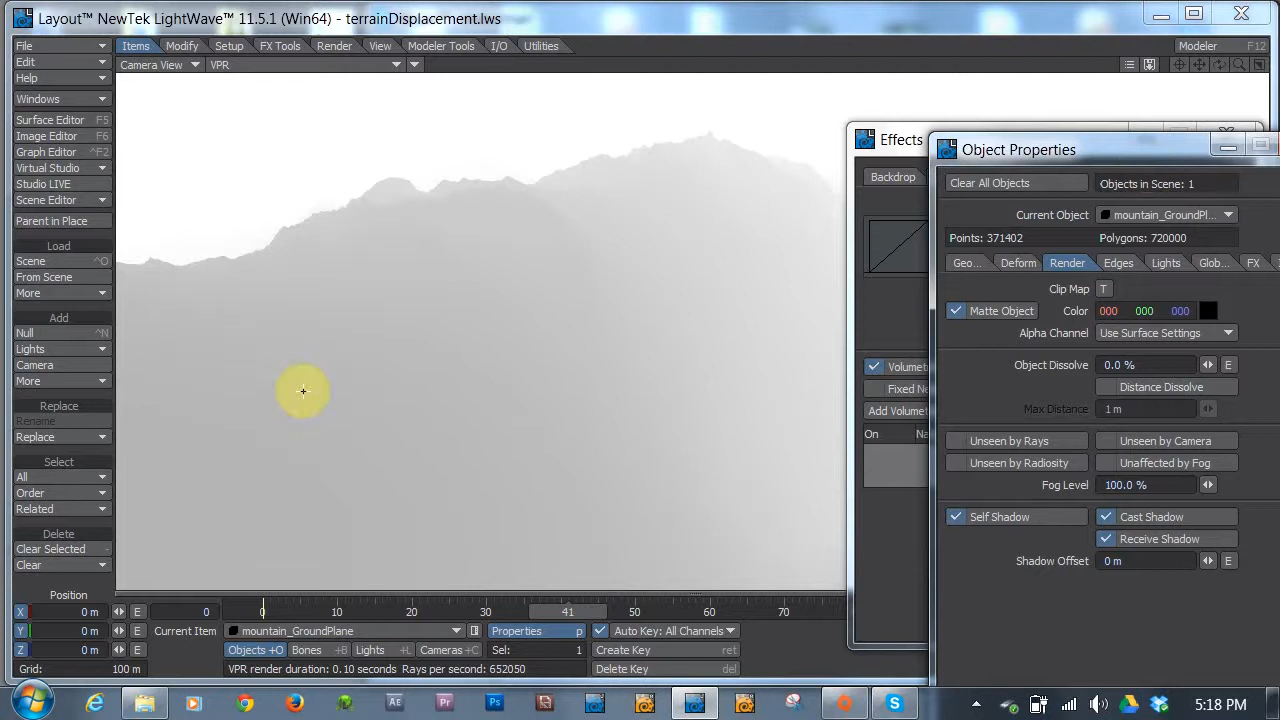 Layout™ NewTek LightWave™ 11.5.1 (Win64) - terrainDisplacement.lws
File Items Modify Setup FX Tools Render View Modeler Tools I/O Utilities Modeler F12
Edit Camera View VPR
Help
Windows
Surface Editor F5
Image Editor F6
Graph Editor ^F2
Virtual Studio
Studio LIVE
Scene Editor
Parent in Place
Load
Scene ^O
From Scene
More
Add
Null ^N
Lights
Camera
More
Replace
Rename
Replace
Select
All
Order
Related
Delete
Clear Selected -
Clear
Effects
Backdrop
Volumet
Fixed Ne
Add Volumet
On Na
Object Properties
Clear All Objects Objects in Scene: 1
Current Object mountain_GroundPl...
Points: 371402 Polygons: 720000
Geo... Deform Render Edges Lights Glob... FX
Clip Map T
Matte Object Color 000 000 000
Alpha Channel Use Surface Settings
Object Dissolve 0.0 % E
Distance Dissolve
Max Distance 1 m
Unseen by Rays Unseen by Camera
Unseen by Radiosity Unaffected by Fog
Fog Level 100.0 %
Self Shadow Cast Shadow
Receive Shadow
Shadow Offset 0 m E
Position
X 0 m E 0 0 10 20 30 41 50 60 70
Y 0 m E Current Item mountain_GroundPlane Properties p Auto Key: All Channels
Z 0 m E Objects +O Bones +B Lights +L Cameras +C Sel: 1 Create Key ret
Grid: 100 m VPR render duration: 0.10 seconds Rays per second: 652050 Delete Key del
Ae Pr Ps
5:18 PM